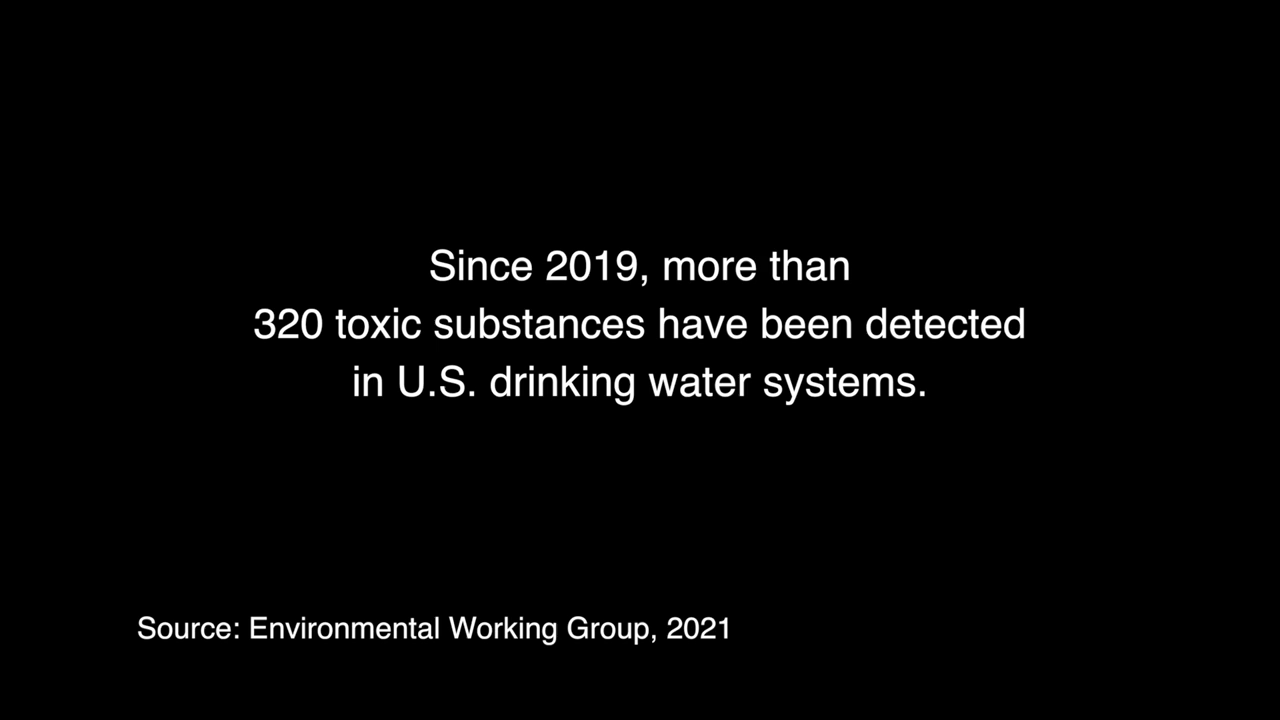 Since 2019, more than
320 toxic substances have been detected
in U.S. drinking water systems.
Source: Environmental Working Group, 2021